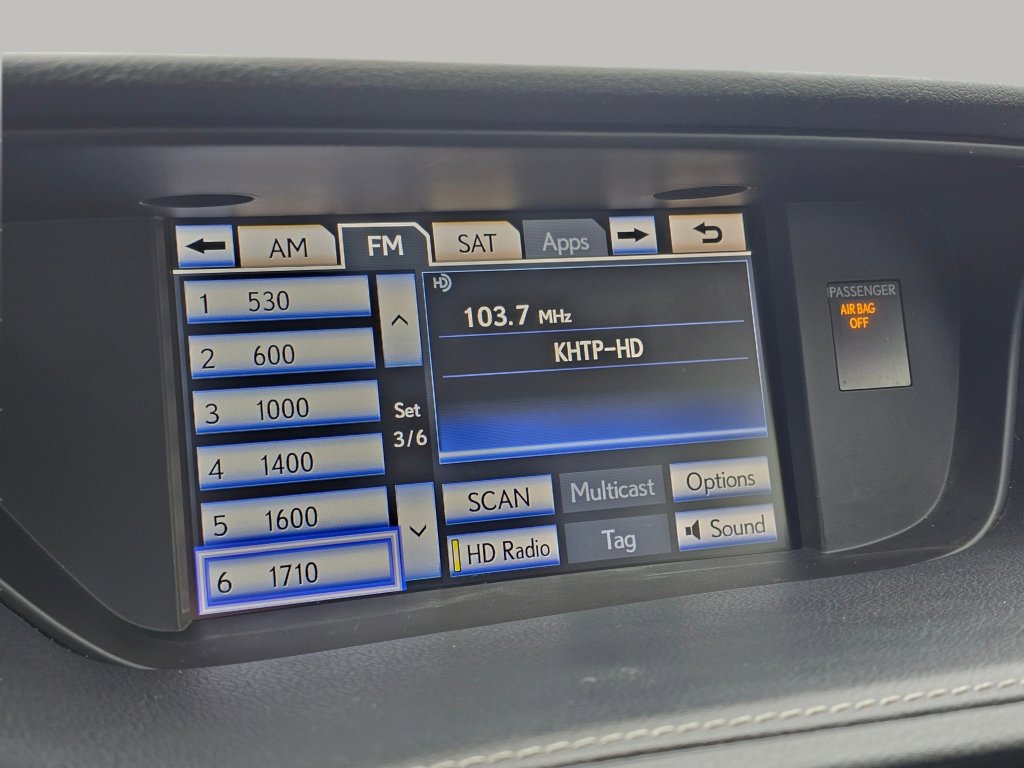 AM FM SAT Apps
HD
1 530
2 600
3 1000
4 1400
5 1600
6 1710
Set
3/6
103.7 MHz
KHTP-HD
SCAN Multicast Options
HD Radio Tag Sound
PASSENGER
AIR BAG
OFF